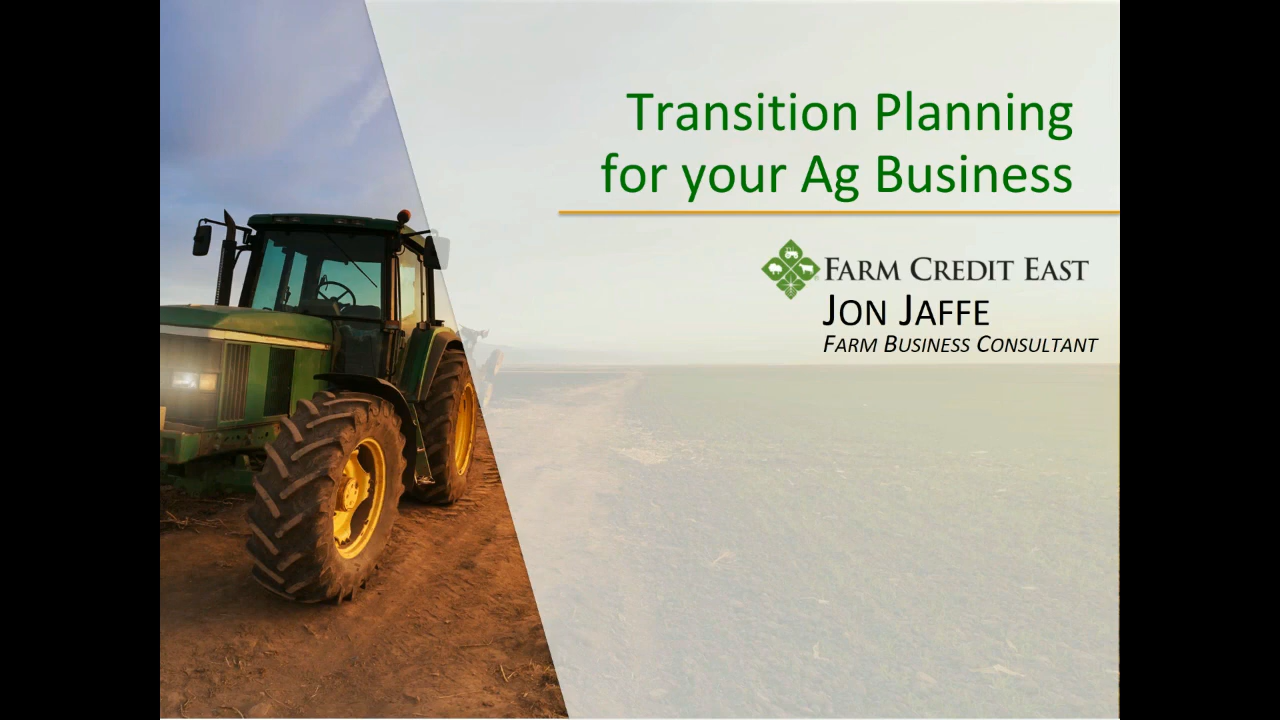 Transition Planning
for your Ag Business
FARM CREDIT EAST
JON JAFFE
FARM BUSINESS CONSULTANT